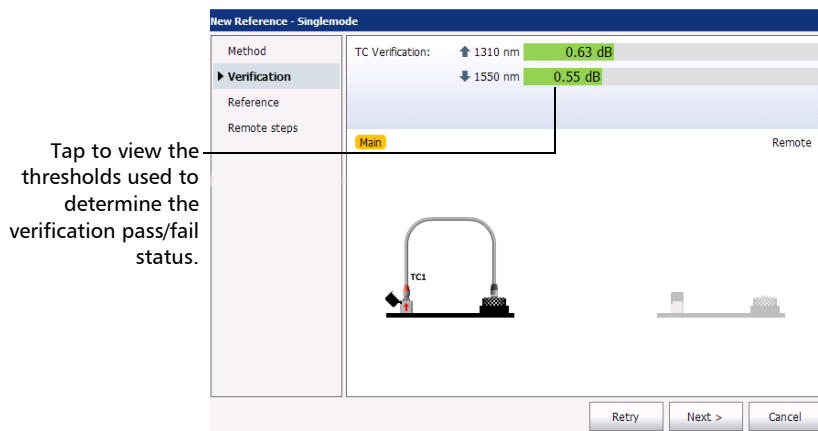 New Reference - Singlemode
Method
Verification
Reference
Remote steps
TC Verification:
1310 nm
0.63 dB
1550 nm
0.55 dB
Main
Remote
TC1
Tap to view the
thresholds used to
determine the
verification pass/fail
status.
Retry
Next >
Cancel